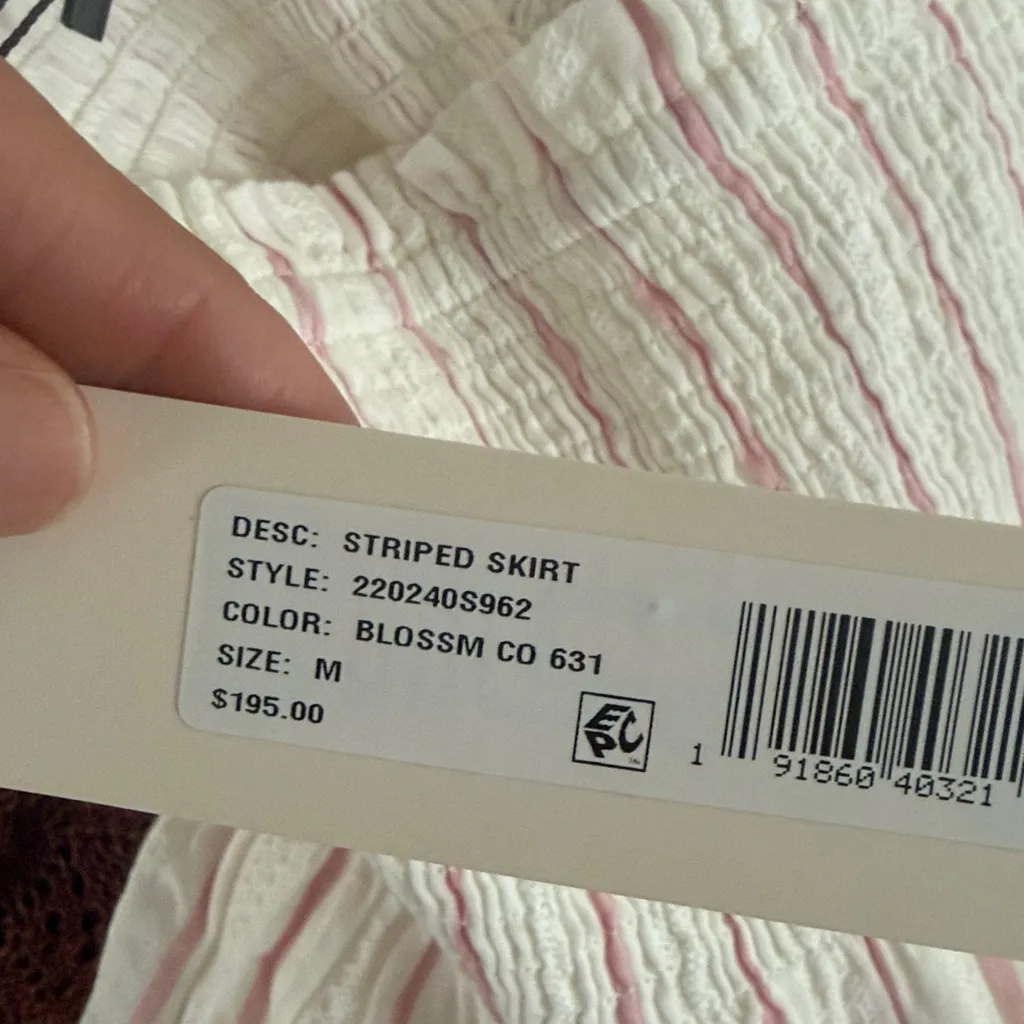 DESC: STRIPED SKIRT
STYLE: 220240S962
COLOR: BLOSSM CO 631
SIZE: M
$195.00
EPC
1 91860 40321